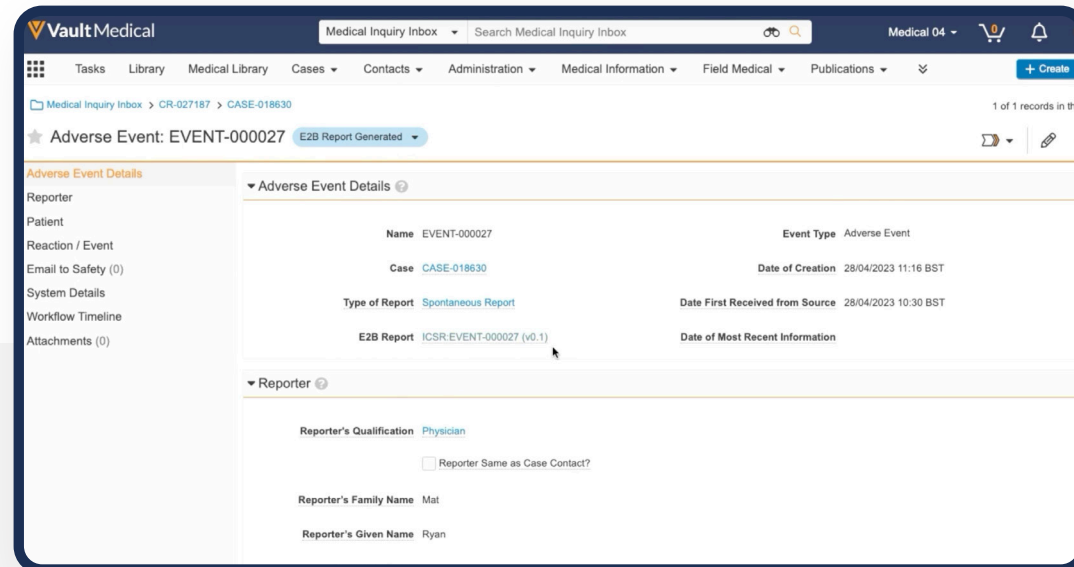 Vault Medical
Medical Inquiry Inbox Search Medical Inquiry Inbox Medical 04 0
Tasks Library Medical Library Cases Contacts Administration Medical Information Field Medical Publications + Create
Medical Inquiry Inbox > CR-027187 > CASE-018630 1 of 1 records in th
Adverse Event: EVENT-000027 E2B Report Generated
Adverse Event Details
Reporter
Patient
Reaction / Event
Email to Safety (0)
System Details
Workflow Timeline
Attachments (0)
Adverse Event Details ?
Name EVENT-000027 Event Type Adverse Event
Case CASE-018630 Date of Creation 28/04/2023 11:16 BST
Type of Report Spontaneous Report Date First Received from Source 28/04/2023 10:30 BST
E2B Report ICSR:EVENT-000027 (v0.1) Date of Most Recent Information
Reporter ?
Reporter's Qualification Physician
Reporter Same as Case Contact?
Reporter's Family Name Mat
Reporter's Given Name Ryan